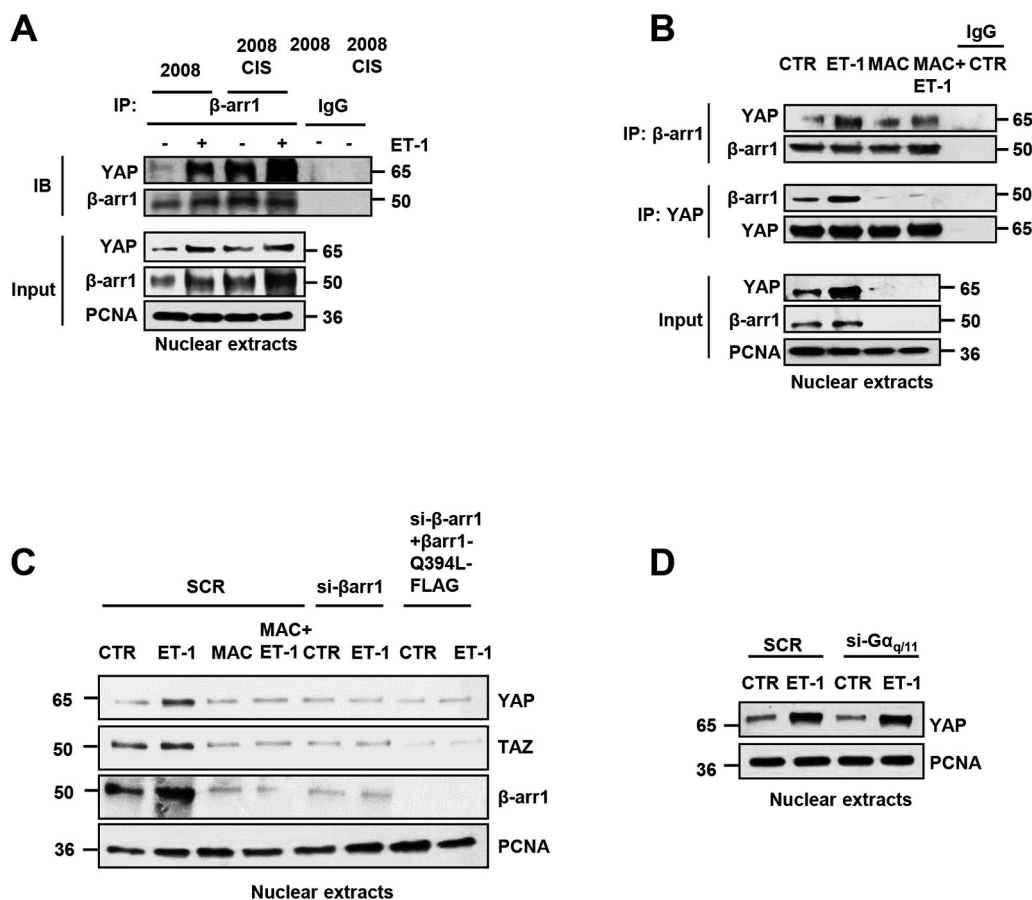 A
2008
2008 CIS
2008
2008 CIS
IP:
β-arr1
IgG
- + - + - - ET-1
IB
YAP
65
β-arr1
50
Input
YAP
65
β-arr1
50
PCNA
36
Nuclear extracts
B
IgG
CTR ET-1 MAC MAC+ ET-1 CTR
IP: β-arr1
YAP
65
β-arr1
50
IP: YAP
β-arr1
50
YAP
65
Input
YAP
65
β-arr1
50
PCNA
36
Nuclear extracts
C
SCR
si-βarr1
si-β-arr1
+βarr1-
Q394L-
FLAG
CTR ET-1 MAC MAC+ ET-1 CTR ET-1 CTR ET-1
65 YAP
50 TAZ
50 β-arr1
36 PCNA
Nuclear extracts
D
SCR si-Gαq/11
CTR ET-1 CTR ET-1
65 YAP
36 PCNA
Nuclear extracts